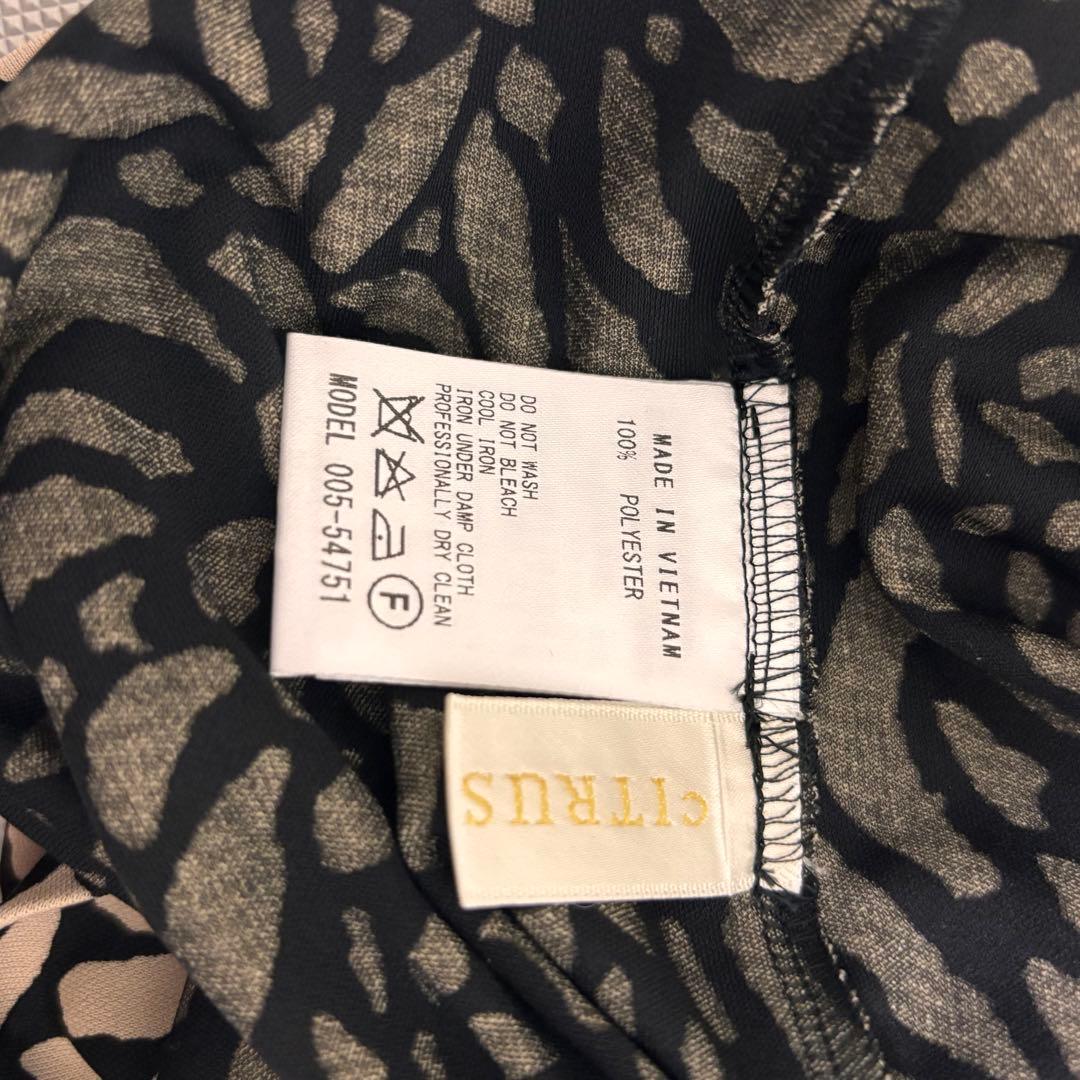 MADE IN VIETNAM
100% POLYESTER
DO NOT WASH
DO NOT BLEACH
COOL IRON
IRON UNDER DAMP CLOTH
PROFESSIONALLY DRY CLEAN
F
MODEL 005-54751
CITRUS